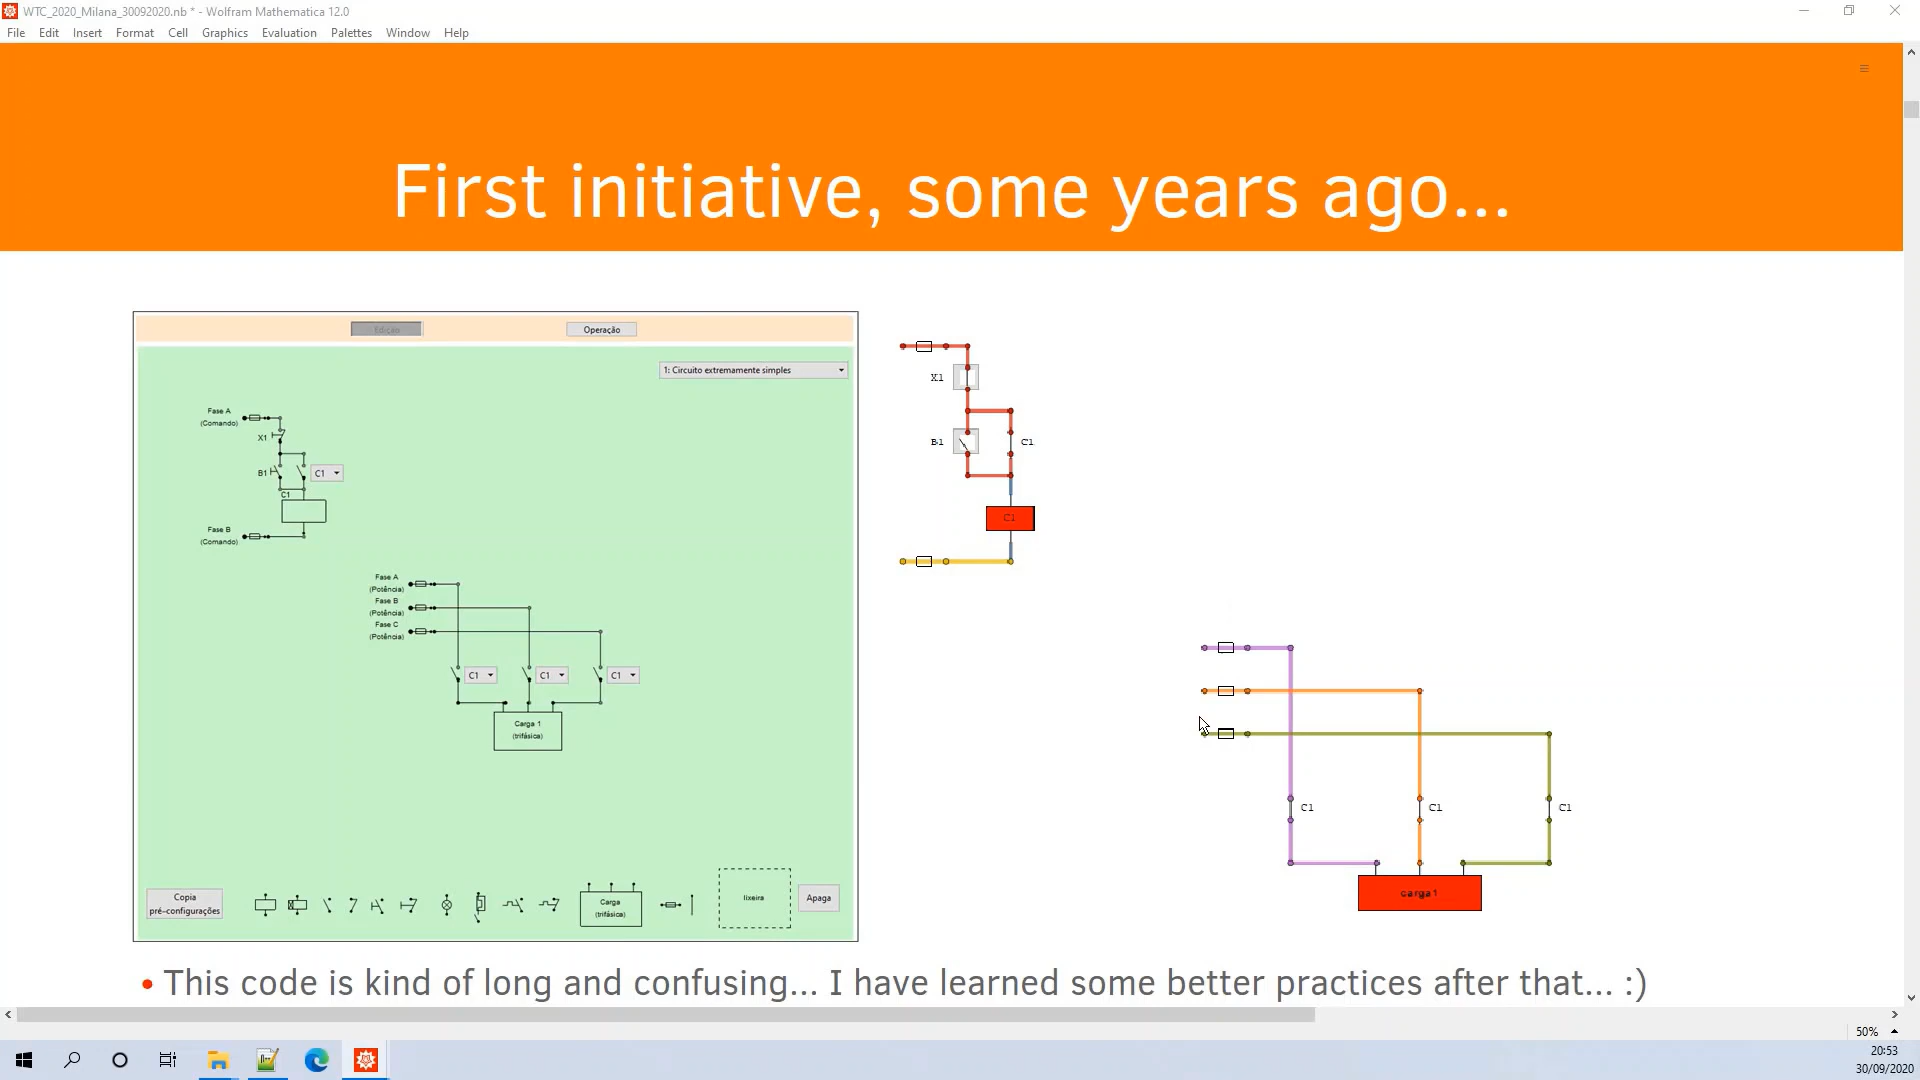 WTC_2020_Milana_30092020.nb * - Wolfram Mathematica 12.0
File Edit Insert Format Cell Graphics Evaluation Palettes Window Help
First initiative, some years ago...
Edição
Operação
1: Circuito extremamente simples
Fase A
(Comando)
X1
B1
C1
C1
Fase B
(Comando)
Fase A
(Potência)
Fase B
(Potência)
Fase C
(Potência)
C1 C1 C1
Carga 1
(trifásica)
Copia
pré-configurações
Carga
(trifásica)
lixeira
Apaga
X1
B1 C1
C1
C1 C1 C1
carga1
• This code is kind of long and confusing... I have learned some better practices after that... :)
50%
20:53
30/09/2020